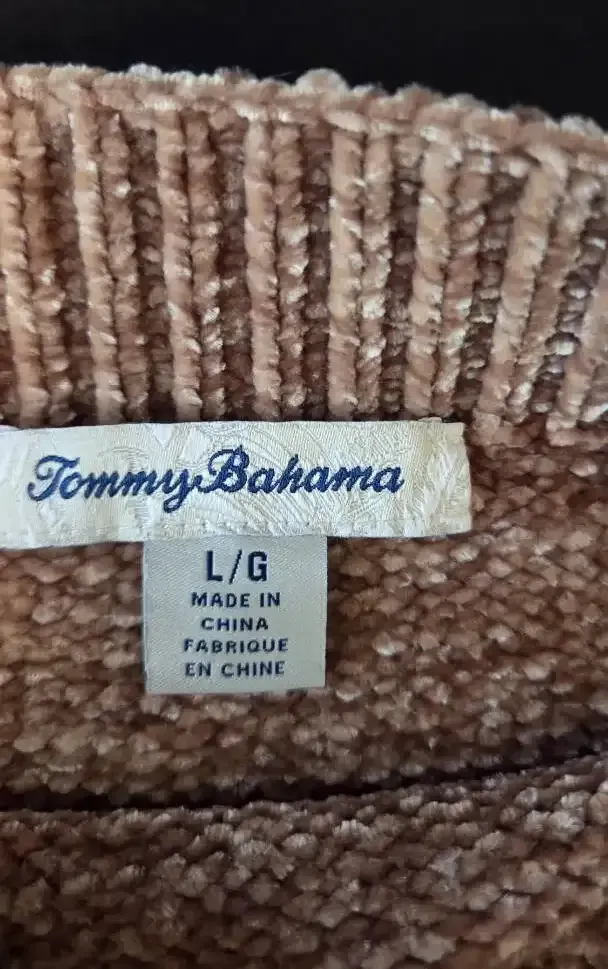 Tommy Bahama
L/G
MADE IN
CHINA
FABRIQUE
EN CHINE